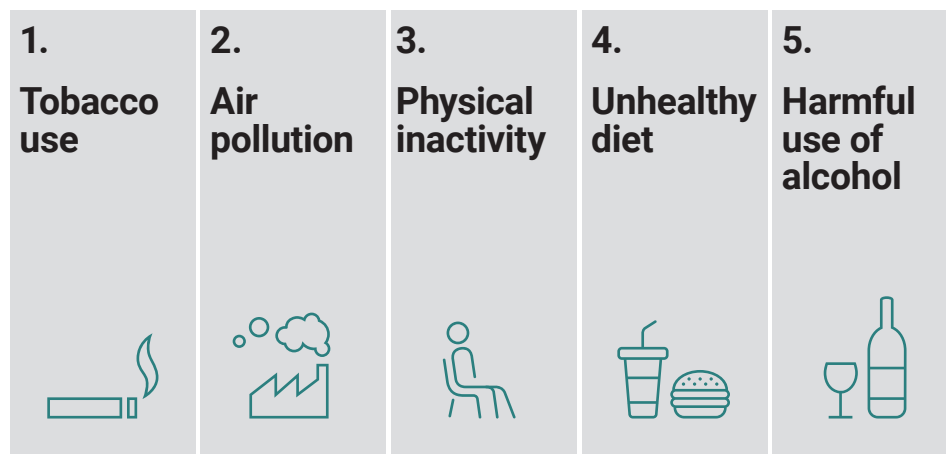 1.
Tobacco
use
2.
Air
pollution
3.
Physical
inactivity
4.
Unhealthy
diet
5.
Harmful
use of
alcohol